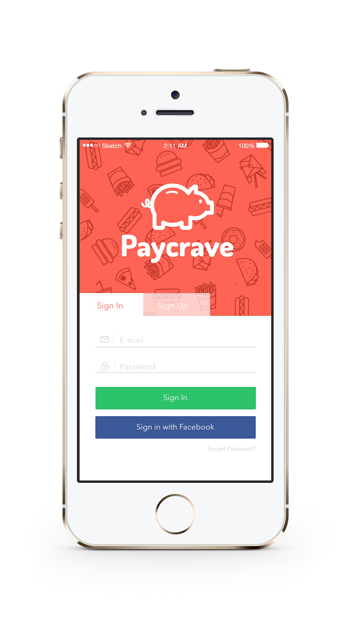 Sketch 2:11 AM 100%
Paycrave
Sign In Sign Up
E-mail
Password
Sign In
Sign in with Facebook
Forget Password?